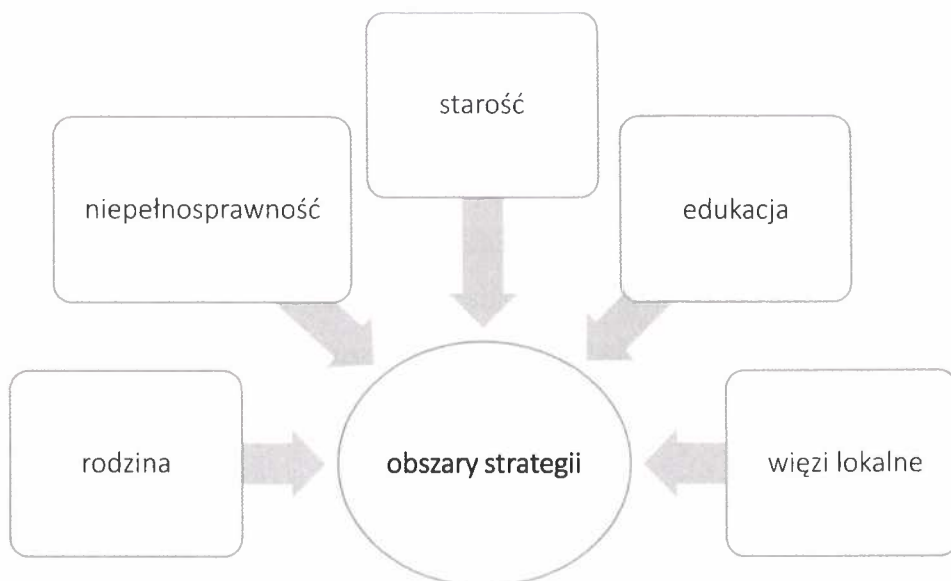 starość
niepełnosprawność
edukacja
rodzina
obszary strategii
więzi lokalne